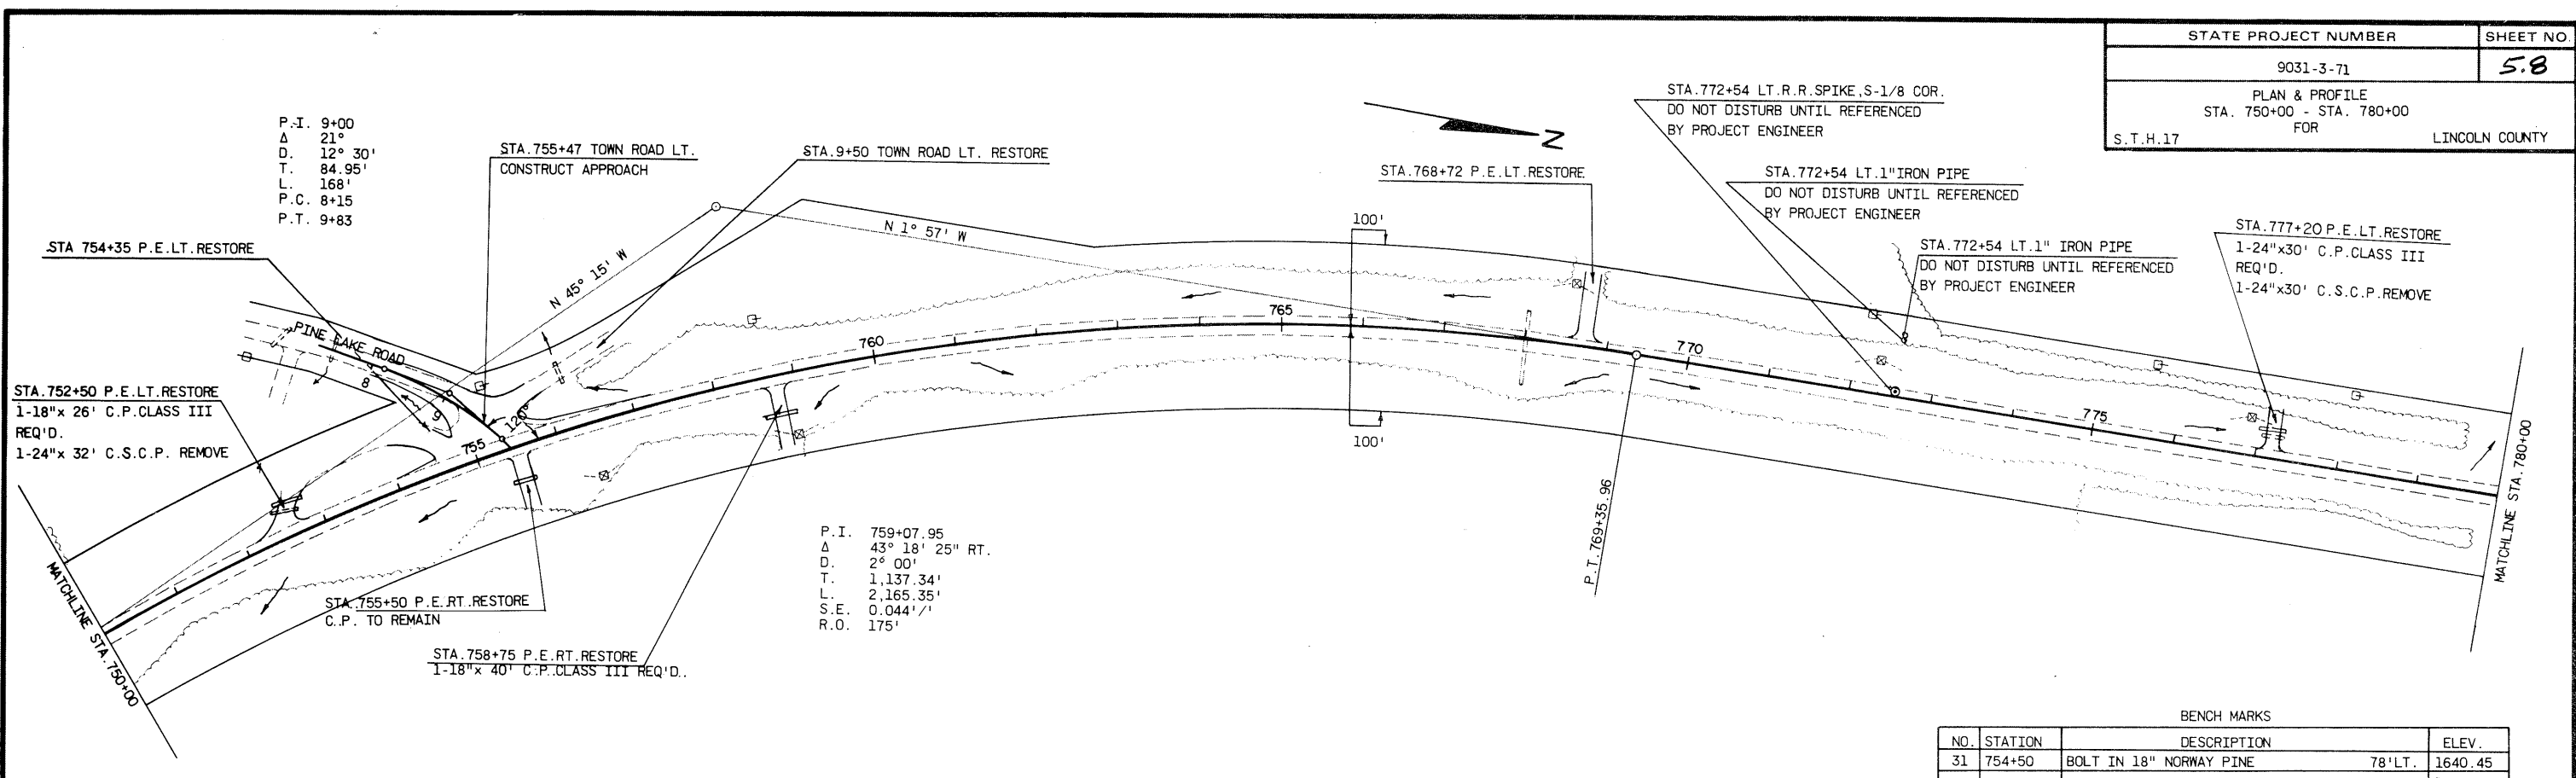 STATE PROJECT NUMBER
SHEET NO.
9031-3-71
5.8
PLAN & PROFILE
STA. 750+00 - STA. 780+00
FOR
S.T.H.17
LINCOLN COUNTY
P.I. 9+00
Δ 21°
D. 12° 30'
T. 84.95'
L. 168'
P.C. 8+15
P.T. 9+83
STA.755+47 TOWN ROAD LT.
CONSTRUCT APPROACH
STA.9+50 TOWN ROAD LT. RESTORE
STA 754+35 P.E.LT.RESTORE
STA.752+50 P.E.LT.RESTORE
1-18"x 26' C.P.CLASS III
REQ'D.
1-24"x 32' C.S.C.P. REMOVE
PINE LAKE ROAD
8
9
120°
N 45° 15' W
N 1° 57' W
N
100'
100'
STA.768+72 P.E.LT.RESTORE
STA.772+54 LT.R.R.SPIKE,S-1/8 COR.
DO NOT DISTURB UNTIL REFERENCED
BY PROJECT ENGINEER
STA.772+54 LT.1"IRON PIPE
DO NOT DISTURB UNTIL REFERENCED
BY PROJECT ENGINEER
STA.772+54 LT.1" IRON PIPE
DO NOT DISTURB UNTIL REFERENCED
BY PROJECT ENGINEER
STA.777+20 P.E.LT.RESTORE
1-24"x30' C.P.CLASS III
REQ'D.
1-24"x30' C.S.C.P.REMOVE
755
760
765
770
775
P.T.769+35.96
MATCHLINE STA.750+00
MATCHLINE STA.780+00
P.I. 759+07.95
Δ 43° 18' 25" RT.
D. 2° 00'
T. 1,137.34'
L. 2,165.35'
S.E. 0.044'/'
R.O. 175'
STA.755+50 P.E.RT.RESTORE
C.P. TO REMAIN
STA.758+75 P.E.RT.RESTORE
1-18"x 40' C.P.CLASS III REQ'D.
BENCH MARKS
NO. STATION DESCRIPTION ELEV.
31 754+50 BOLT IN 18" NORWAY PINE 78'LT. 1640.45